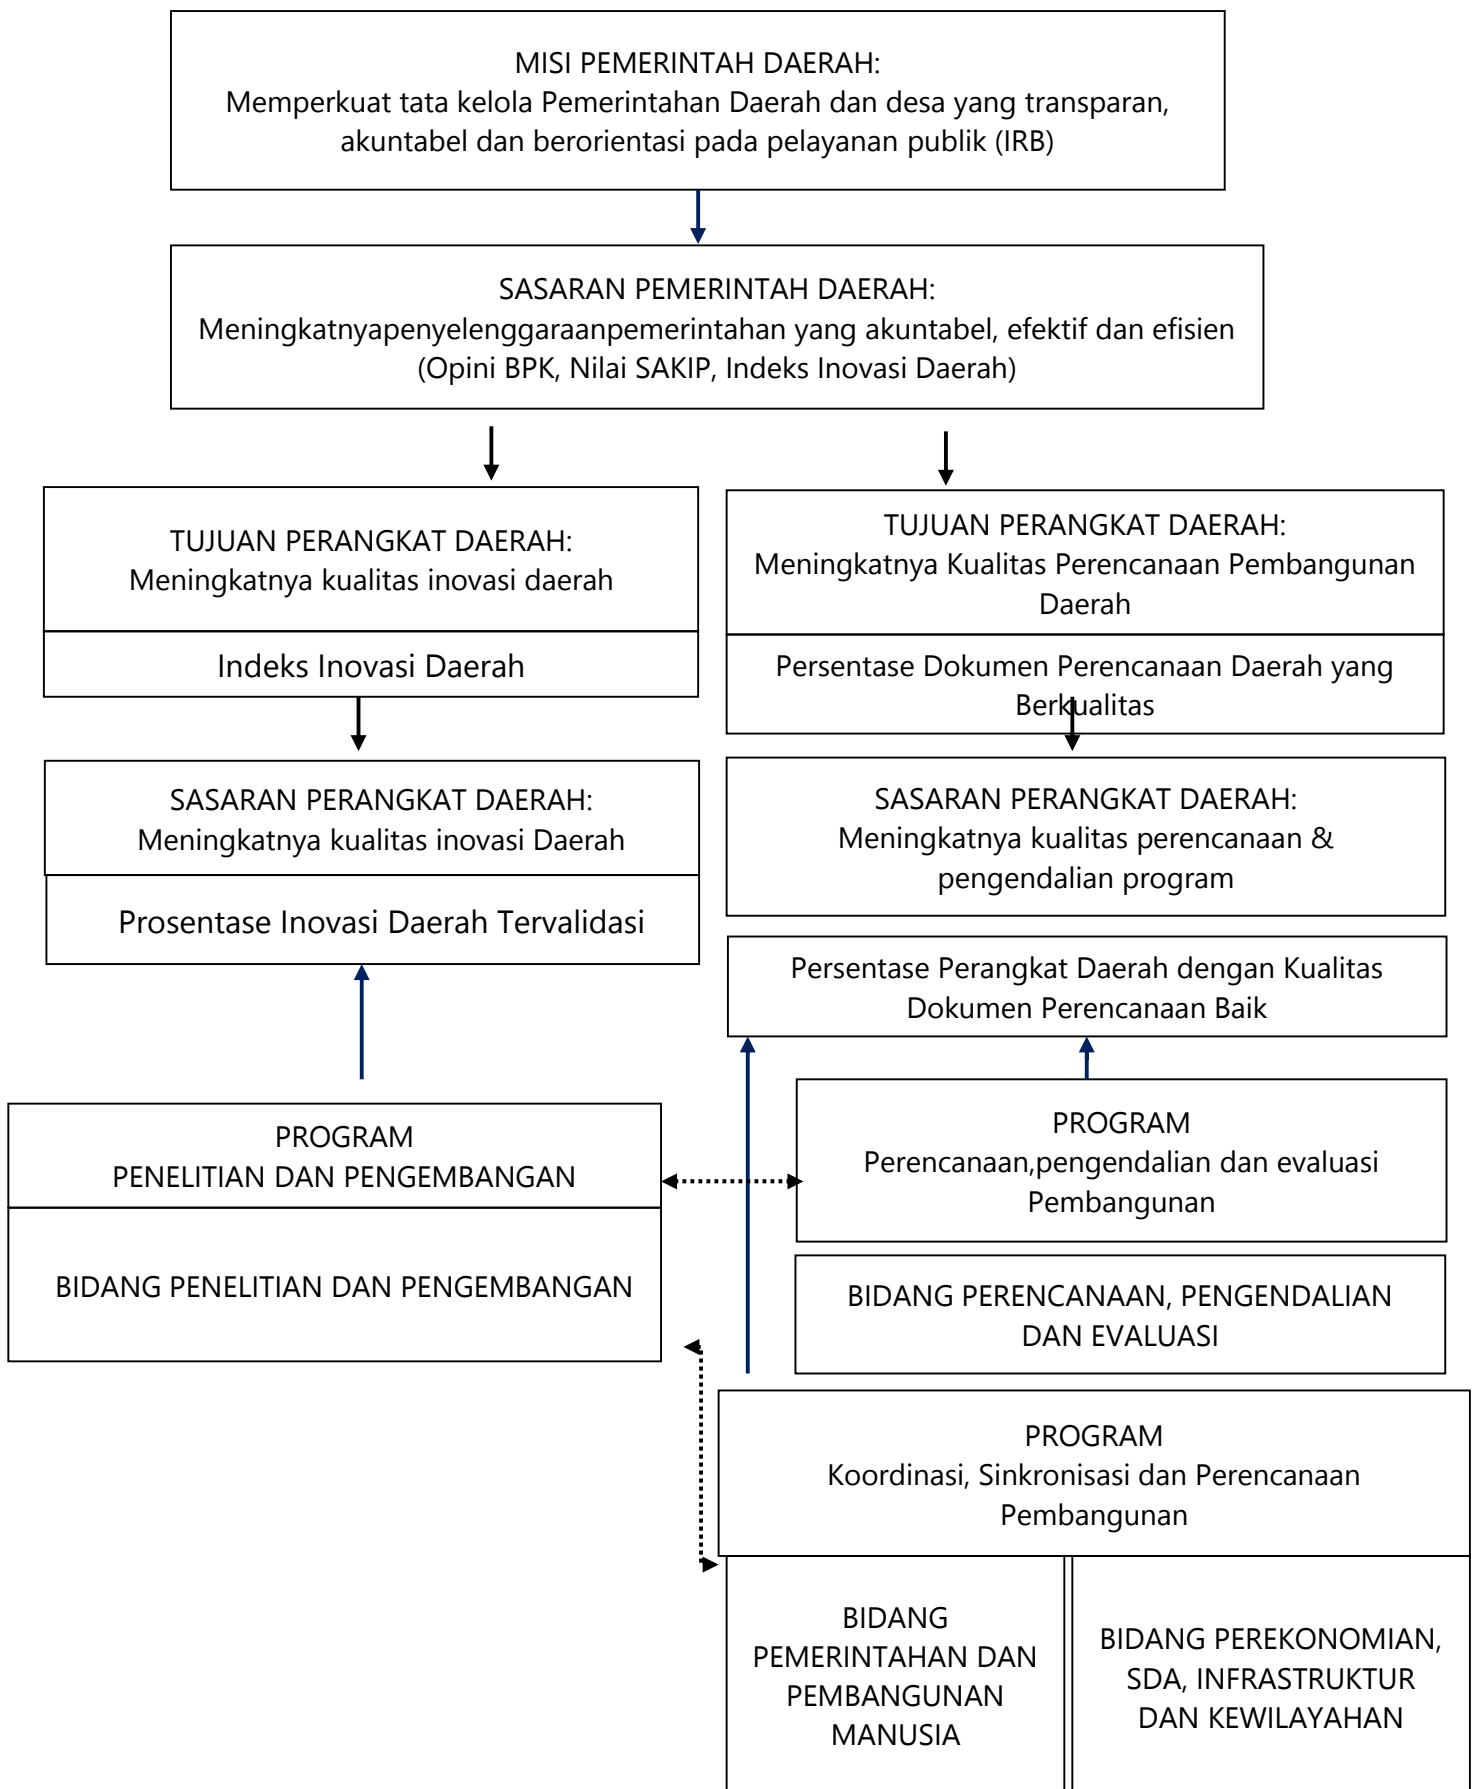 MISI PEMERINTAH DAERAH:
Memperkuat tata kelola Pemerintahan Daerah dan desa yang transparan,
akuntabel dan berorientasi pada pelayanan publik (IRB)
SASARAN PEMERINTAH DAERAH:
Meningkatnyapenyelenggaraanpemerintahan yang akuntabel, efektif dan efisien
(Opini BPK, Nilai SAKIP, Indeks Inovasi Daerah)
TUJUAN PERANGKAT DAERAH:
Meningkatnya kualitas inovasi daerah
Indeks Inovasi Daerah
TUJUAN PERANGKAT DAERAH:
Meningkatnya Kualitas Perencanaan Pembangunan
Daerah
Persentase Dokumen Perencanaan Daerah yang
Berkualitas
SASARAN PERANGKAT DAERAH:
Meningkatnya kualitas inovasi Daerah
Prosentase Inovasi Daerah Tervalidasi
SASARAN PERANGKAT DAERAH:
Meningkatnya kualitas perencanaan &
pengendalian program
Persentase Perangkat Daerah dengan Kualitas
Dokumen Perencanaan Baik
PROGRAM
PENELITIAN DAN PENGEMBANGAN
BIDANG PENELITIAN DAN PENGEMBANGAN
PROGRAM
Perencanaan,pengendalian dan evaluasi
Pembangunan
BIDANG PERENCANAAN, PENGENDALIAN
DAN EVALUASI
PROGRAM
Koordinasi, Sinkronisasi dan Perencanaan
Pembangunan
BIDANG
PEMERINTAHAN DAN
PEMBANGUNAN
MANUSIA
BIDANG PEREKONOMIAN,
SDA, INFRASTRUKTUR
DAN KEWILAYAHAN